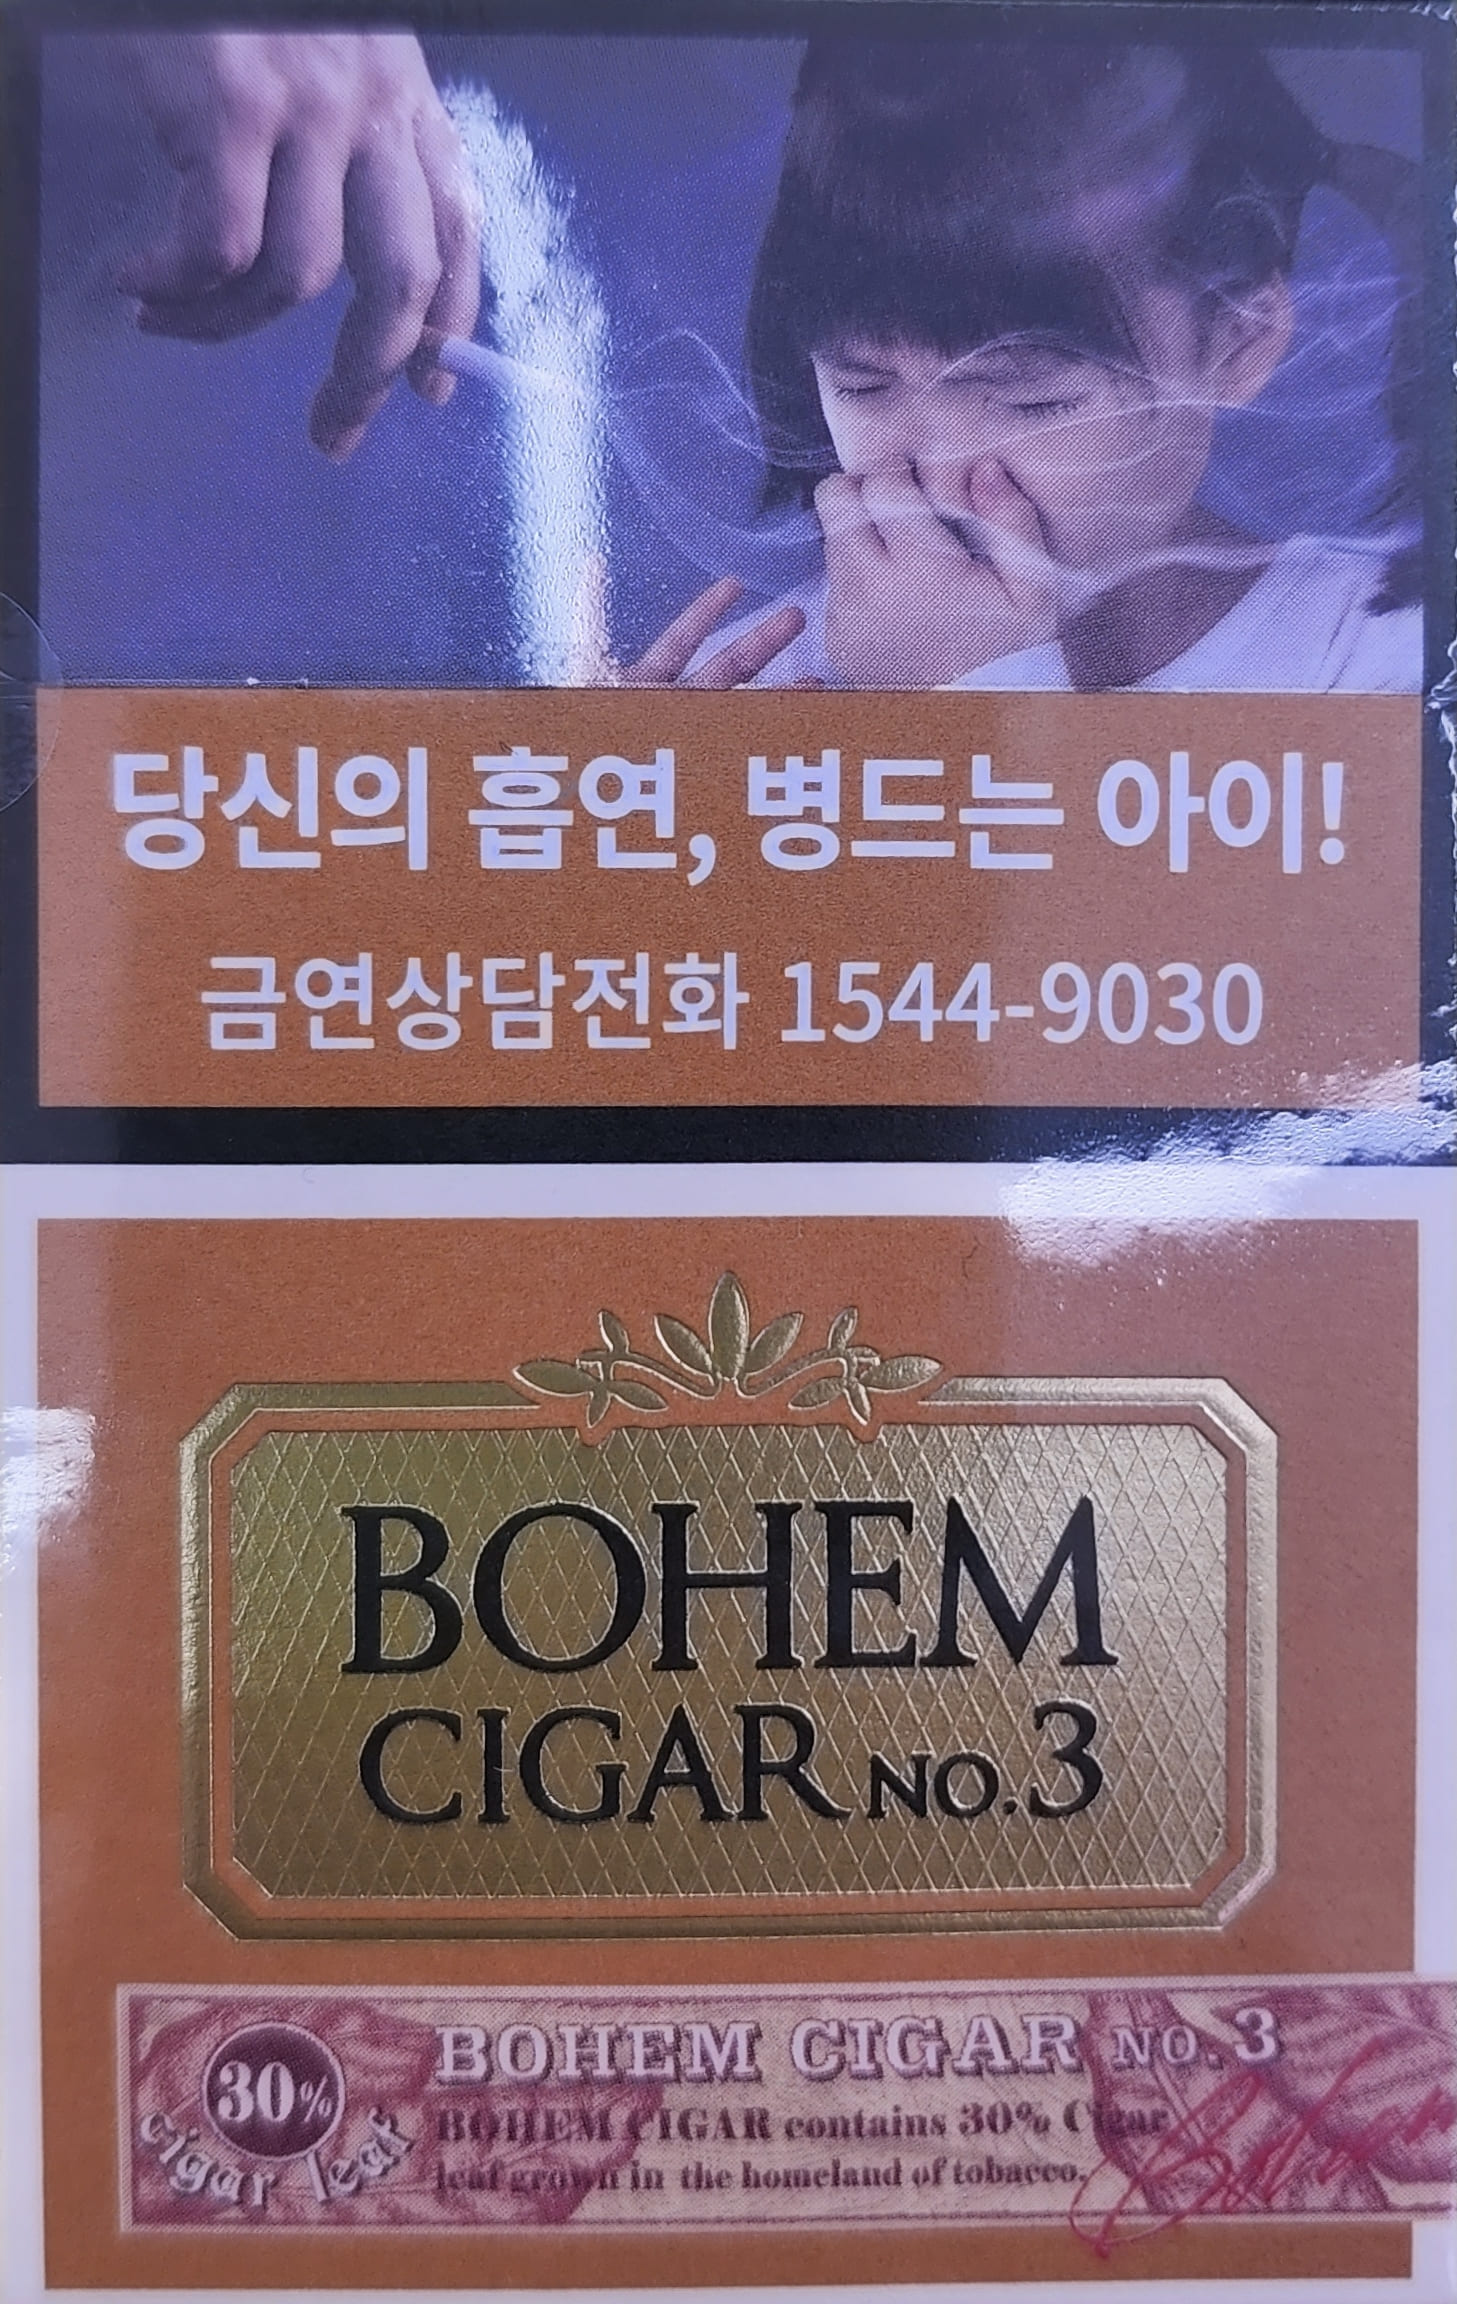 당신의 흡연, 병드는 아이!
금연상담전화 1544-9030
BOHEM
CIGAR NO.3
30%
cigar leaf
BOHEM CIGAR NO.3
BOHEM CIGAR contains 30% Cigar
leaf grown in the homeland of tobacco.